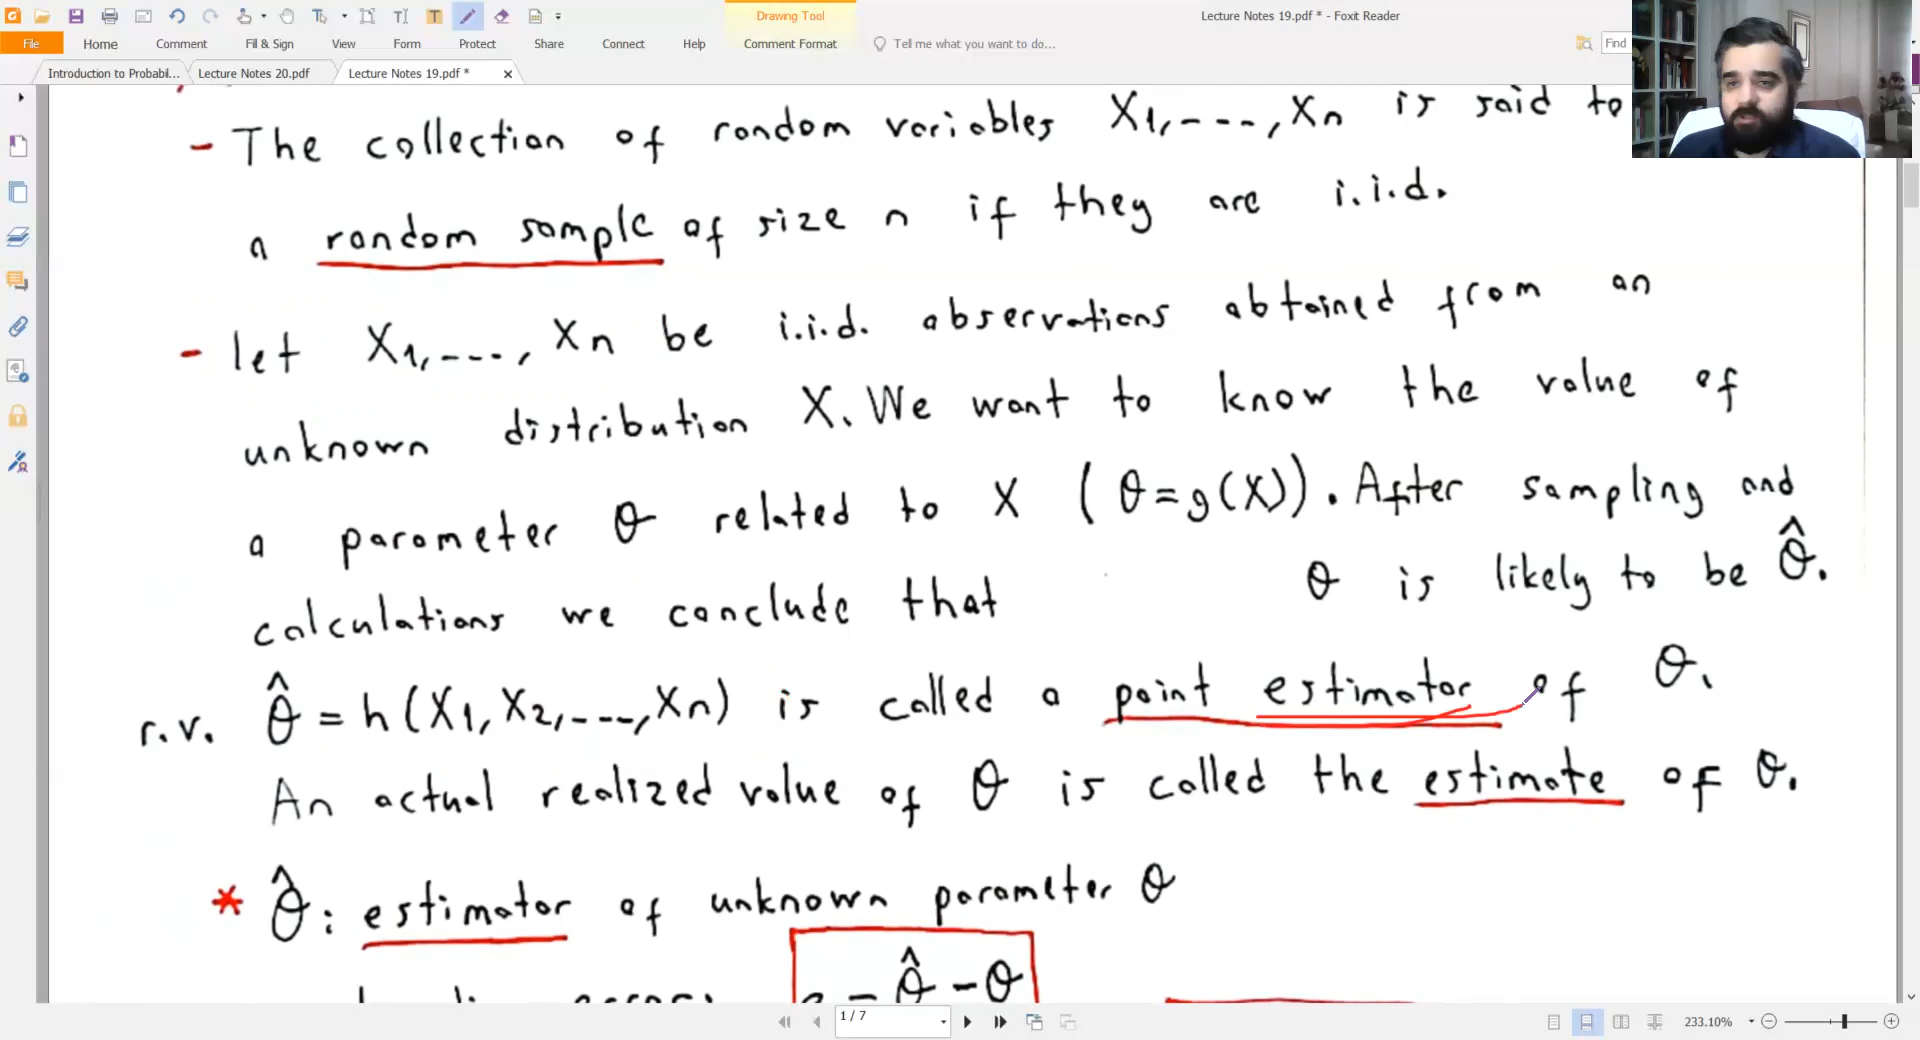 Drawing Tool
Lecture Notes 19.pdf * - Foxit Reader
File Home Comment Fill & Sign View Form Protect Share Connect Help Comment Format Tell me what you want to do... Find
Introduction to Probabil... Lecture Notes 20.pdf Lecture Notes 19.pdf *
- The collection of random variables X1,----,Xn is said to
a random sample of size n if they are i.i.d.
- let X1,----, Xn be i.i.d. observations obtained from an
unknown distribution X. We want to know the value of
a parameter θ related to X (θ=g(X)). After sampling and
calculations we conclude that θ is likely to be θ̂.
r.v. θ̂ = h(X1,X2,----,Xn) is called a point estimator of θ.
An actual realized value of θ is called the estimate of θ.
* θ̂: estimator of unknown parameter θ
θ̂ - θ
1 / 7
233.10%